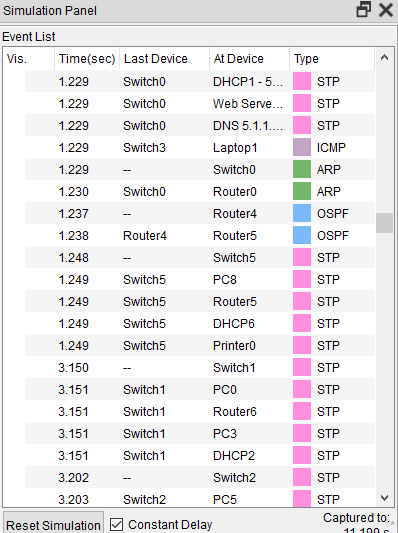 Simulation Panel
Event List
Vis. Time(sec) Last Device At Device Type
1.229 Switch0 DHCP1 - 5... STP
1.229 Switch0 Web Serve... STP
1.229 Switch0 DNS 5.1.1.... STP
1.229 Switch3 Laptop1 ICMP
1.229 -- Switch0 ARP
1.230 Switch0 Router0 ARP
1.237 -- Router4 OSPF
1.238 Router4 Router5 OSPF
1.248 -- Switch5 STP
1.249 Switch5 PC8 STP
1.249 Switch5 Router5 STP
1.249 Switch5 DHCP6 STP
1.249 Switch5 Printer0 STP
3.150 -- Switch1 STP
3.151 Switch1 PC0 STP
3.151 Switch1 Router6 STP
3.151 Switch1 PC3 STP
3.151 Switch1 DHCP2 STP
3.202 -- Switch2 STP
3.203 Switch2 PC5 STP
Reset Simulation Constant Delay Captured to:
11.199 s